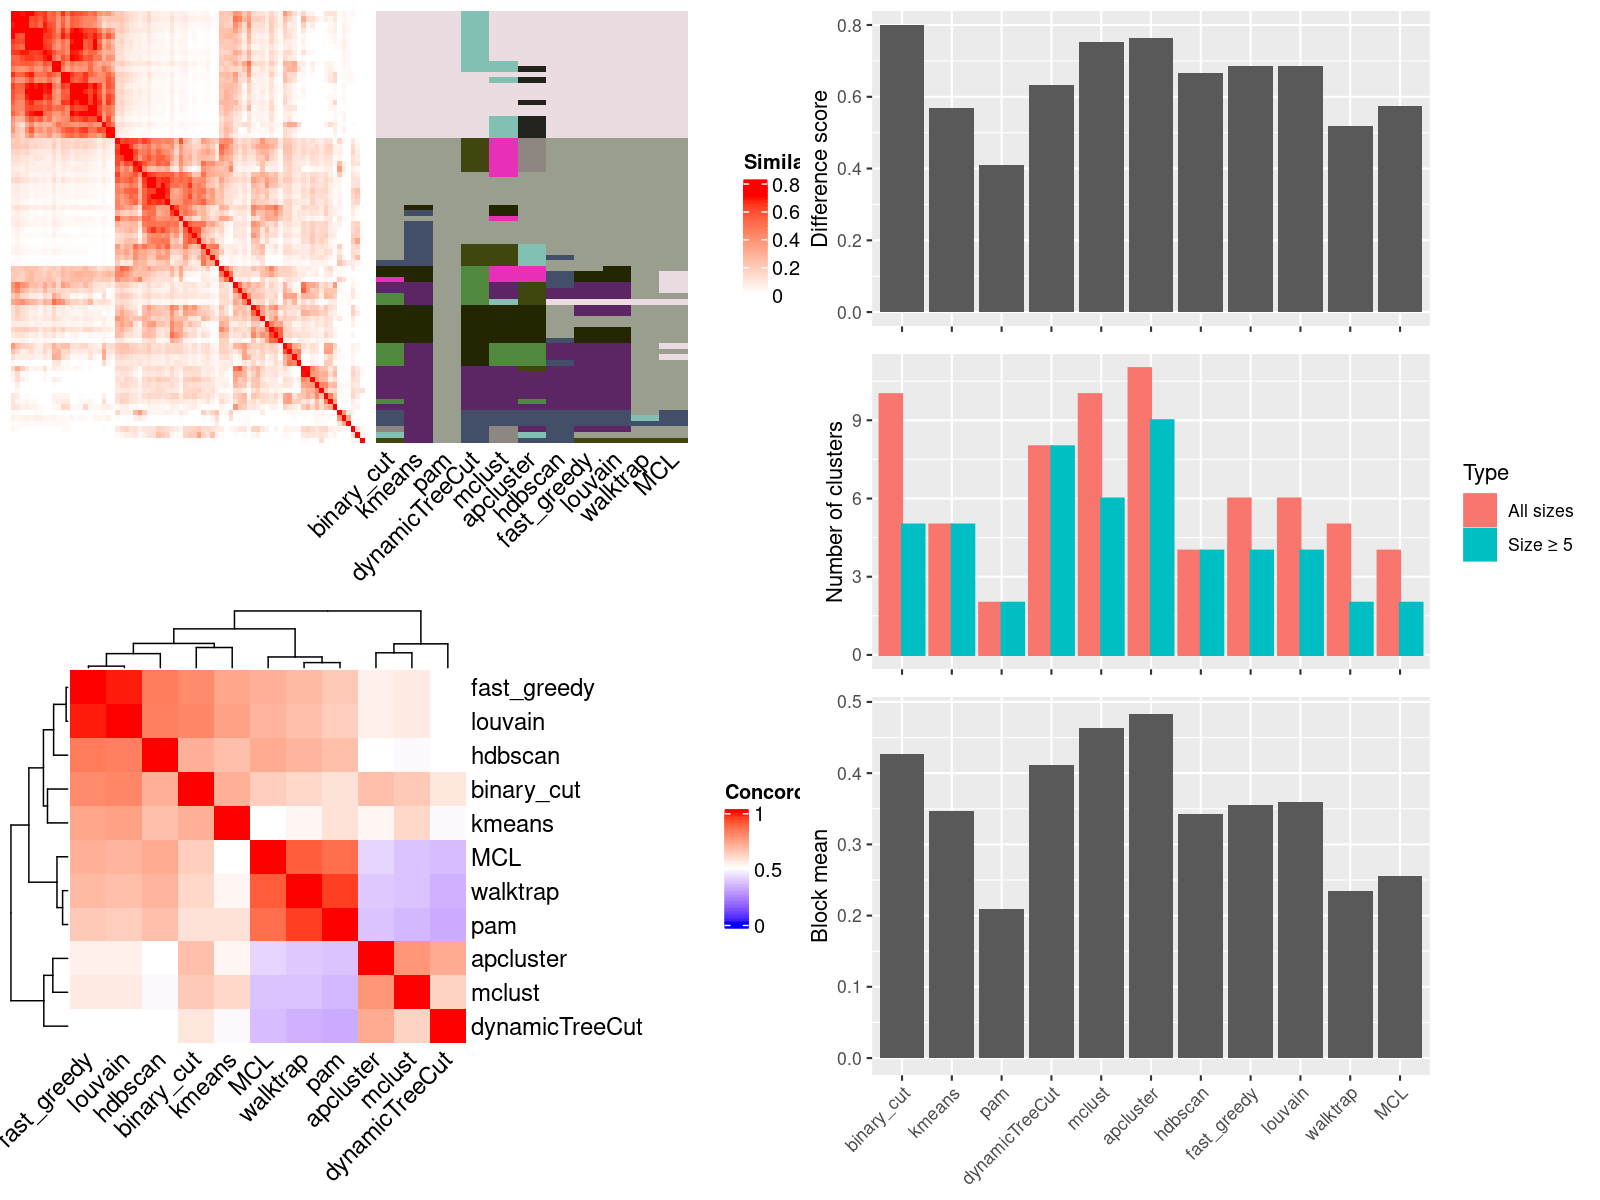 Simila
0.8
0.6
0.4
0.2
0
binary_cut
kmeans
pam
dynamicTreeCut
mclust
apcluster
hdbscan
fast_greedy
louvain
walktrap
MCL
fast_greedy
louvain
hdbscan
binary_cut
kmeans
MCL
walktrap
pam
apcluster
mclust
dynamicTreeCut
fast_greedy
louvain
hdbscan
binary_cut
kmeans
MCL
walktrap
pam
apcluster
mclust
dynamicTreeCut
Concord
1
0.5
0
Difference score
0.8
0.6
0.4
0.2
0.0
Number of clusters
9
6
3
0
Type
All sizes
Size ≥ 5
Block mean
0.5
0.4
0.3
0.2
0.1
0.0
binary_cut
kmeans
pam
dynamicTreeCut
mclust
apcluster
hdbscan
fast_greedy
louvain
walktrap
MCL